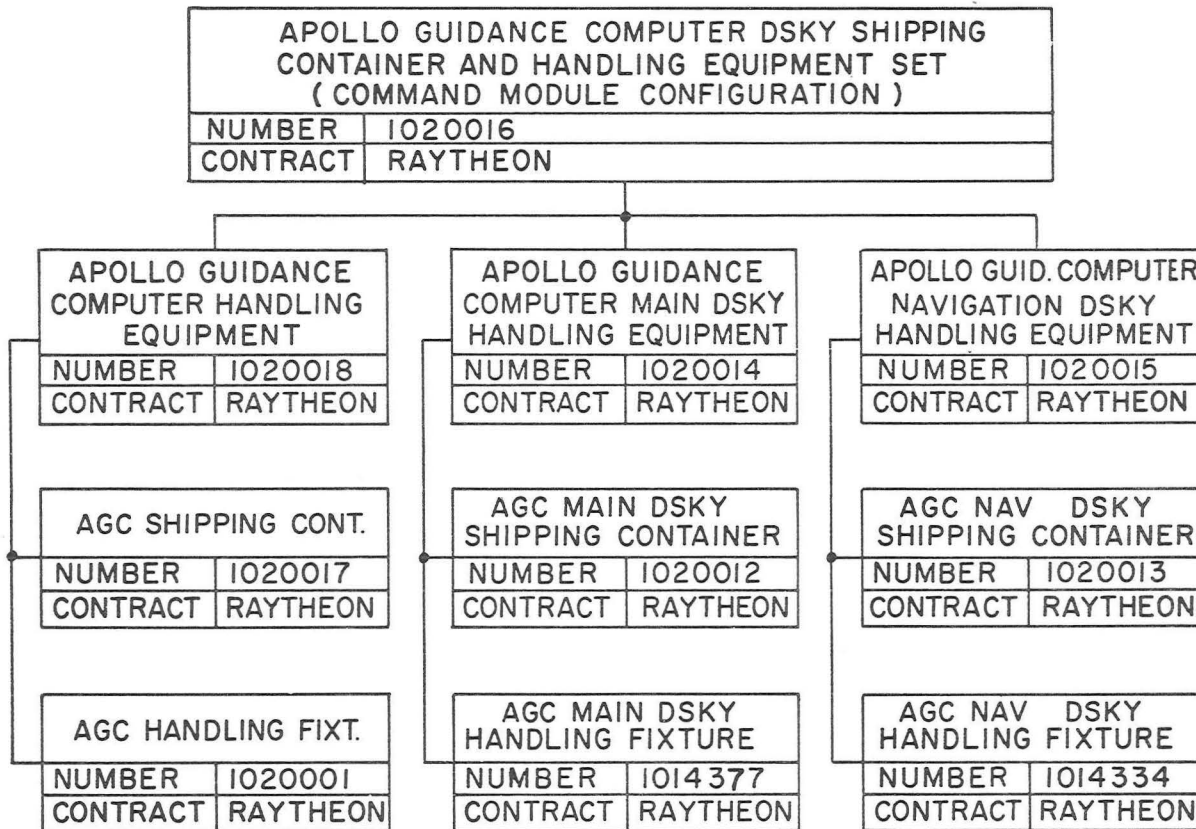 APOLLO GUIDANCE COMPUTER DSKY SHIPPING
CONTAINER AND HANDLING EQUIPMENT SET
( COMMAND MODULE CONFIGURATION )
NUMBER 1020016
CONTRACT RAYTHEON
APOLLO GUIDANCE
COMPUTER HANDLING
EQUIPMENT
NUMBER 1020018
CONTRACT RAYTHEON
APOLLO GUIDANCE
COMPUTER MAIN DSKY
HANDLING EQUIPMENT
NUMBER 1020014
CONTRACT RAYTHEON
APOLLO GUID. COMPUTER
NAVIGATION DSKY
HANDLING EQUIPMENT
NUMBER 1020015
CONTRACT RAYTHEON
AGC SHIPPING CONT.
NUMBER 1020017
CONTRACT RAYTHEON
AGC MAIN DSKY
SHIPPING CONTAINER
NUMBER 1020012
CONTRACT RAYTHEON
AGC NAV DSKY
SHIPPING CONTAINER
NUMBER 1020013
CONTRACT RAYTHEON
AGC HANDLING FIXT.
NUMBER 1020001
CONTRACT RAYTHEON
AGC MAIN DSKY
HANDLING FIXTURE
NUMBER 1014377
CONTRACT RAYTHEON
AGC NAV DSKY
HANDLING FIXTURE
NUMBER 1014334
CONTRACT RAYTHEON